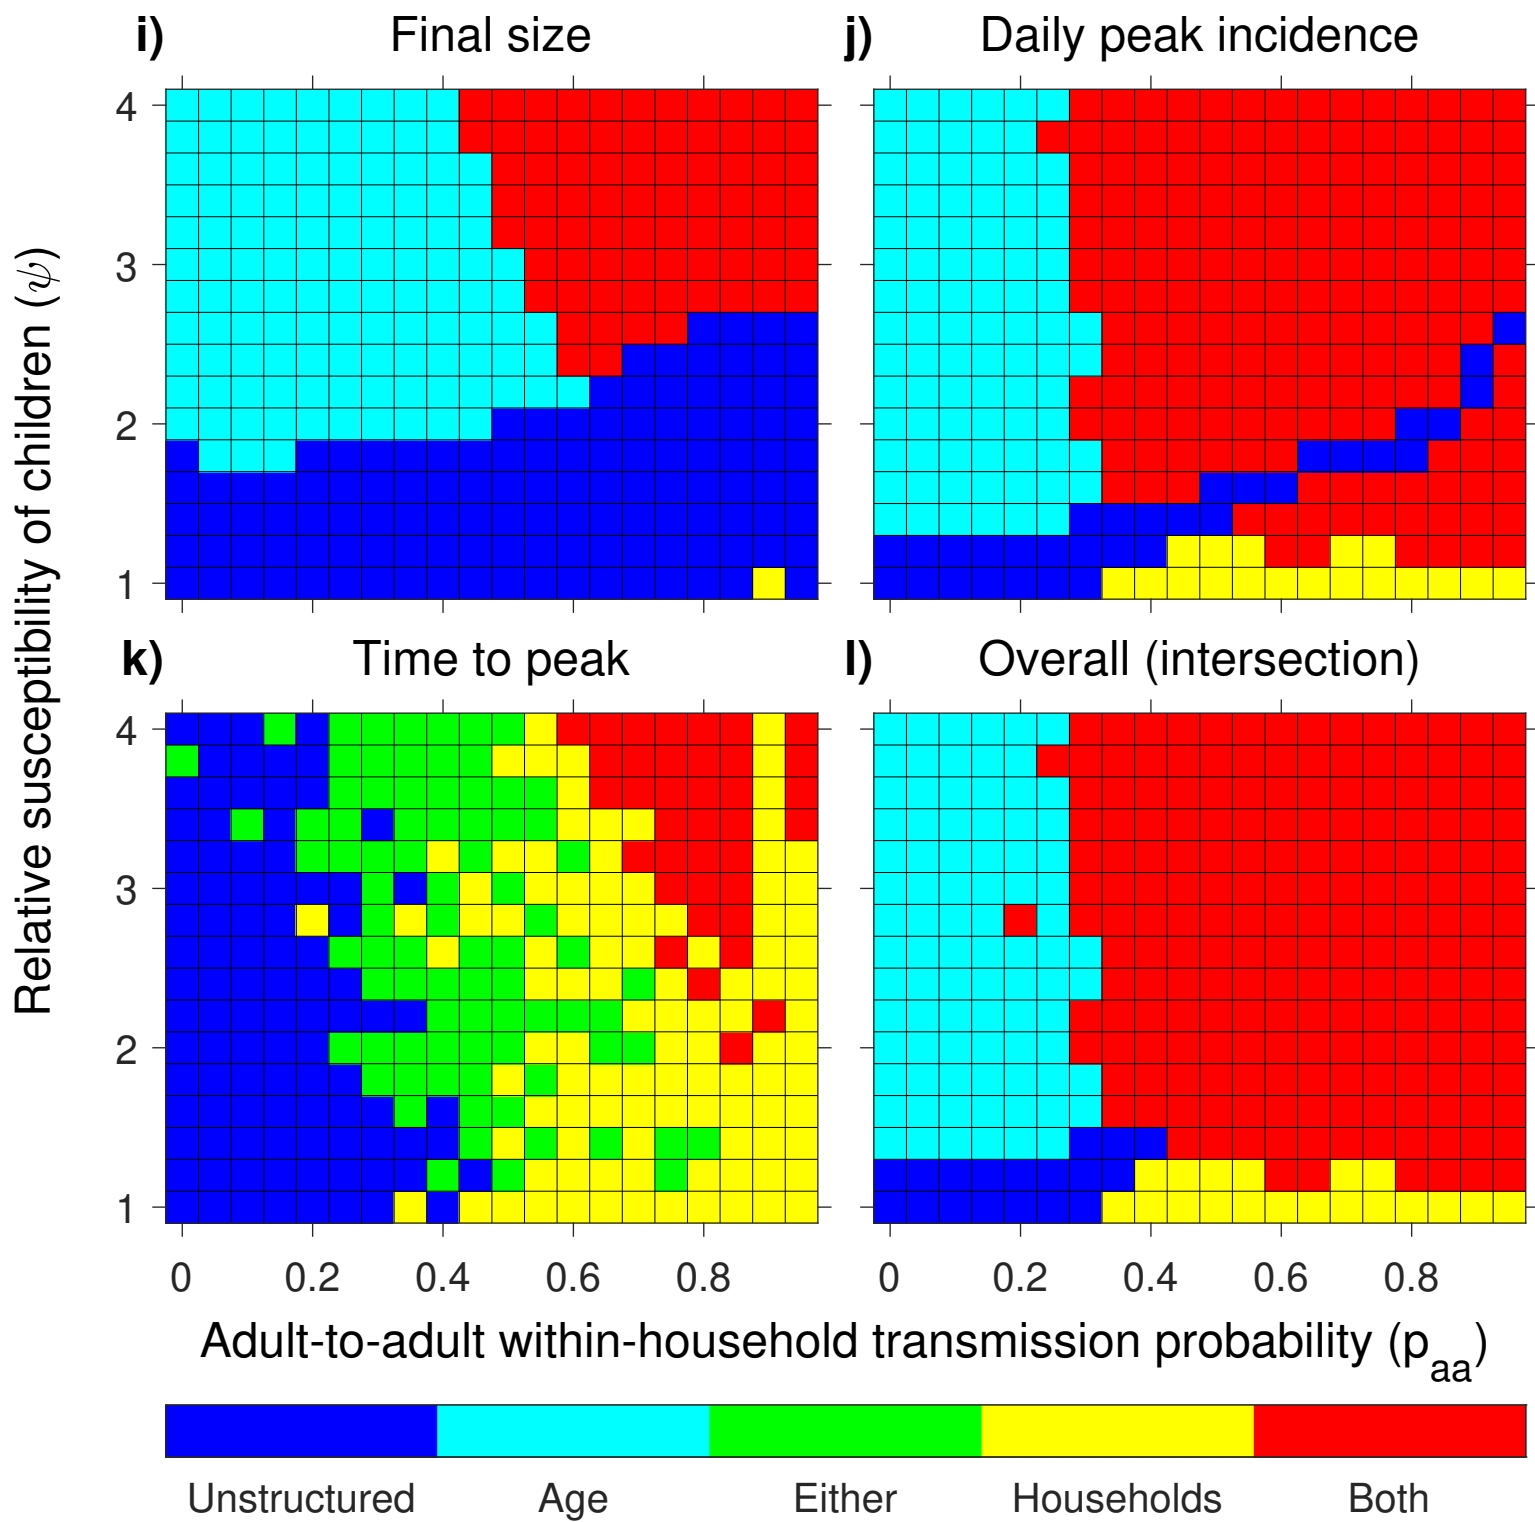 i) Final size
j) Daily peak incidence
4
3
2
1
Relative susceptibility of children (ψ)
k) Time to peak
l) Overall (intersection)
4
3
2
1
0 0.2 0.4 0.6 0.8
0 0.2 0.4 0.6 0.8
Adult-to-adult within-household transmission probability (p_aa)
Unstructured Age Either Households Both